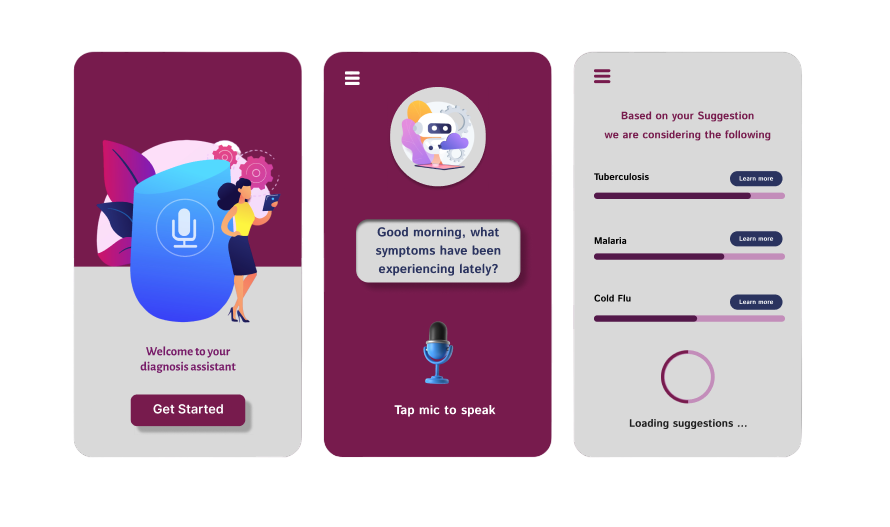 Welcome to your
diagnosis assistant
Get Started
Good morning, what
symptoms have been
experiencing lately?
Tap mic to speak
Based on your Suggestion
we are considering the following
Tuberculosis
Learn more
Malaria
Learn more
Cold Flu
Learn more
Loading suggestions ...